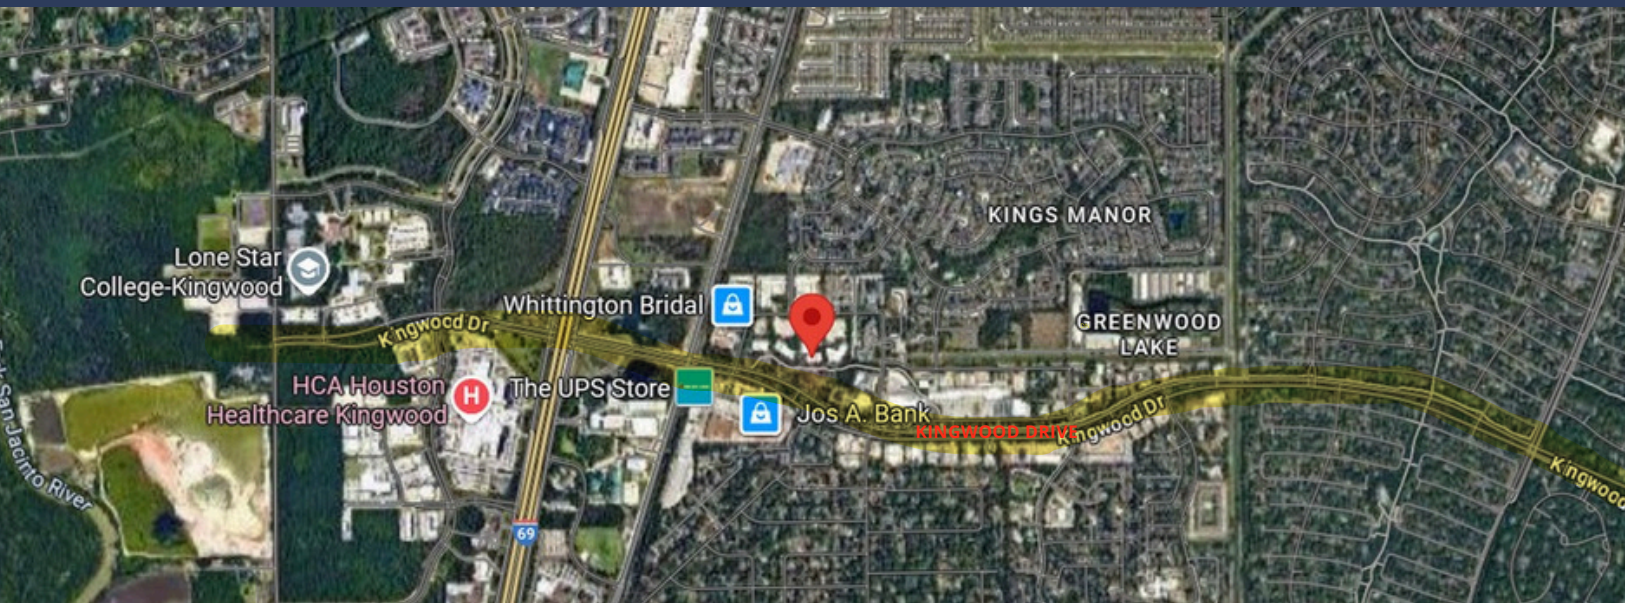 KINGS MANOR
Lone Star
College-Kingwood
Whittington Bridal
Kingwood Dr
GREENWOOD
LAKE
HCA Houston
Healthcare Kingwood
H
The UPS Store
Jos A. Bank
KINGWOOD DRIVE
Kingwood Dr
Kingwood
San Jacinto River
69